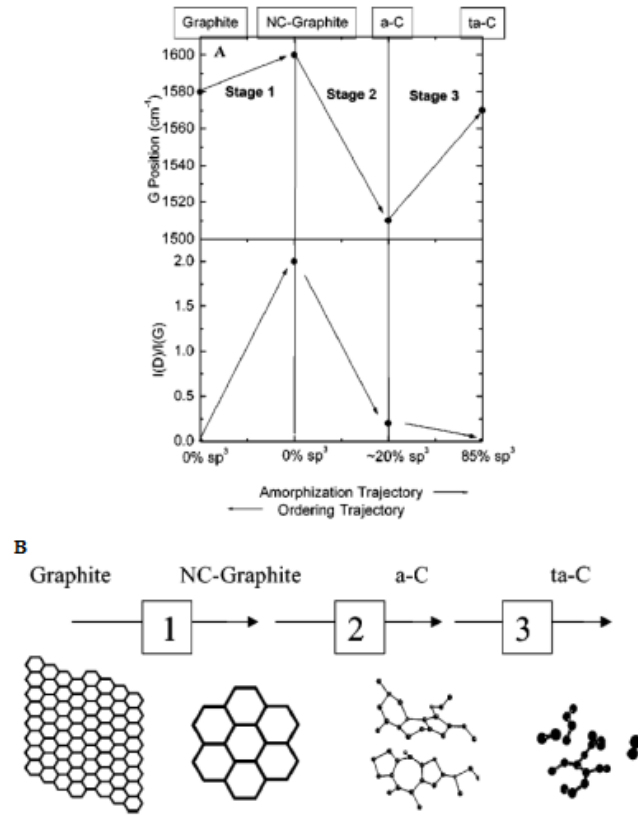 Graphite NC-Graphite a-C ta-C
A
1600
1580
1560
1540
1520
1500
G Position (cm⁻¹)
Stage 1 Stage 2 Stage 3
2.0
1.5
1.0
0.5
0.0
I(D)/I(G)
0% sp³ 0% sp³ ~20% sp³ 85% sp³
Amorphization Trajectory
Ordering Trajectory
B
Graphite NC-Graphite a-C ta-C
1 2 3